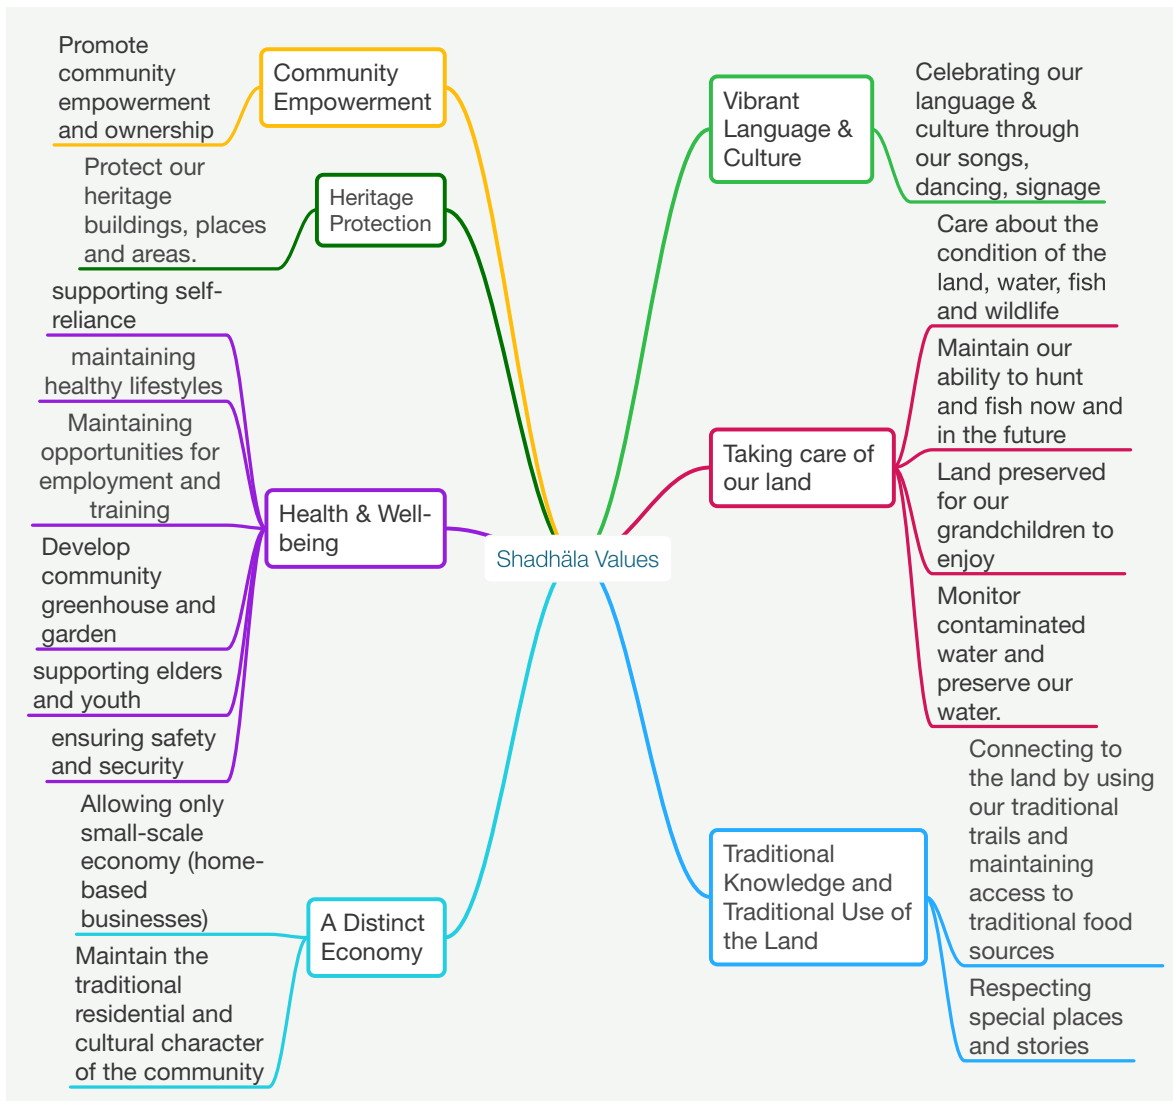 Shadhäla Values
Community
Empowerment
Promote
community
empowerment
and ownership
Heritage
Protection
Protect our
heritage
buildings, places
and areas.
Health & Well-
being
supporting self-
reliance
maintaining
healthy lifestyles
Maintaining
opportunities for
employment and
training
Develop
community
greenhouse and
garden
supporting elders
and youth
ensuring safety
and security
A Distinct
Economy
Allowing only
small-scale
economy (home-
based
businesses)
Maintain the
traditional
residential and
cultural character
of the community
Vibrant
Language &
Culture
Celebrating our
language &
culture through
our songs,
dancing, signage
Taking care of
our land
Care about the
condition of the
land, water, fish
and wildlife
Maintain our
ability to hunt
and fish now and
in the future
Land preserved
for our
grandchildren to
enjoy
Monitor
contaminated
water and
preserve our
water.
Traditional
Knowledge and
Traditional Use of
the Land
Connecting to
the land by using
our traditional
trails and
maintaining
access to
traditional food
sources
Respecting
special places
and stories